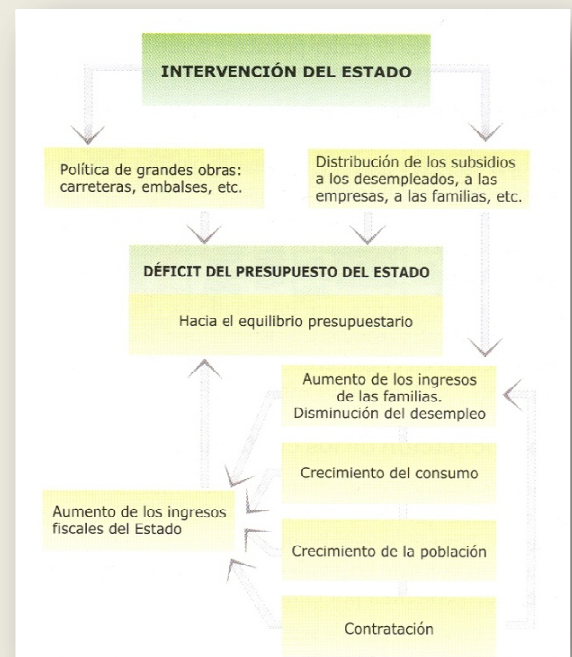 INTERVENCIÓN DEL ESTADO
Política de grandes obras:
carreteras, embalses, etc.
Distribución de los subsidios
a los desempleados, a las
empresas, a las familias, etc.
DÉFICIT DEL PRESUPUESTO DEL ESTADO
Hacia el equilibrio presupuestario
Aumento de los ingresos
de las familias.
Disminución del desempleo
Crecimiento del consumo
Aumento de los ingresos
fiscales del Estado
Crecimiento de la población
Contratación